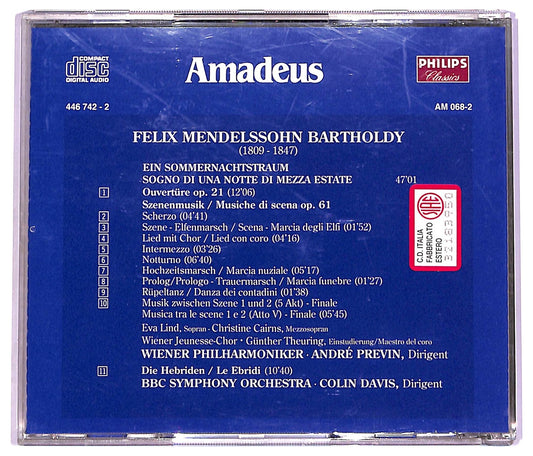 COMPACT
disc
DIGITAL AUDIO
Amadeus
PHILIPS
Classics
446 742 - 2
AM 068-2
FELIX MENDELSSOHN BARTHOLDY
(1809 - 1847)
EIN SOMMERNACHTSTRAUM
SOGNO DI UNA NOTTE DI MEZZA ESTATE 47'01
1 Ouvertüre op. 21 (12'06)
Szenenmusik / Musiche di scena op. 61
2 Scherzo (04'41)
3 Szene - Elfenmarsch / Scena - Marcia degli Elfi (01'52)
4 Lied mit Chor / Lied con coro (04'16)
5 Intermezzo (03'26)
6 Notturno (06'40)
7 Hochzeitsmarsch / Marcia nuziale (05'17)
8 Prolog/Prologo - Trauermarsch / Marcia funebre (01'27)
9 Rüpeltanz / Danza dei contadini (01'38)
10 Musik zwischen Szene 1 und 2 (5 Akt) - Finale
Musica tra le scene 1 e 2 (Atto V) - Finale (05'45)
Eva Lind, Sopran - Christine Cairns, Mezzosopran
Wiener Jeunesse-Chor · Günther Theuring, Einstudierung/Maestro del coro
WIENER PHILHARMONIKER · ANDRÉ PREVIN, Dirigent
11 Die Hebriden / Le Ebridi (10'40)
BBC SYMPHONY ORCHESTRA · COLIN DAVIS, Dirigent
SIAE
C.D. ITALIA
FABBRICATO
ESTERO
32183950